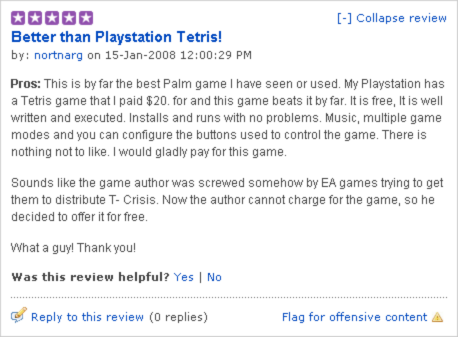 [-] Collapse review
Better than Playstation Tetris!
by: nortnarg on 15-Jan-2008 12:00:29 PM
Pros: This is by far the best Palm game I have seen or used. My Playstation has
a Tetris game that I paid $20. for and this game beats it by far. It is free, It is well
written and executed. Installs and runs with no problems. Music, multiple game
modes and you can configure the buttons used to control the game. There is
nothing not to like. I would gladly pay for this game.
Sounds like the game author was screwed somehow by EA games trying to get
them to distribute T- Crisis. Now the author cannot charge for the game, so he
decided to offer it for free.
What a guy! Thank you!
Was this review helpful? Yes | No
Reply to this review (0 replies) Flag for offensive content